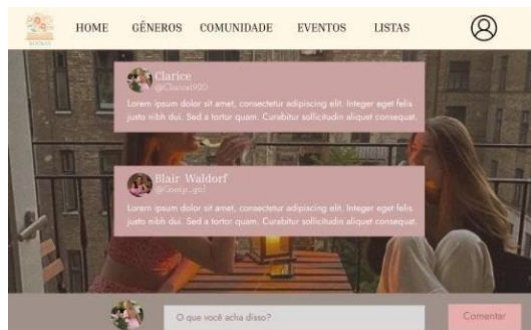 HOME GÊNEROS COMUNIDADE EVENTOS LISTAS
Clarice
@Clarice1920
Lorem ipsum dolor sit amet, consectetur adipiscing elit. Integer eget felis
justo nibh dui. Sed a tortor quam. Curabitur sollicitudin aliquet consequat.
Blair Waldorf
@Gossip_girl
Lorem ipsum dolor sit amet, consectetur adipiscing elit. Integer eget felis
justo nibh dui. Sed a tortor quam. Curabitur sollicitudin aliquet consequat.
O que você acha disso?
Comentar